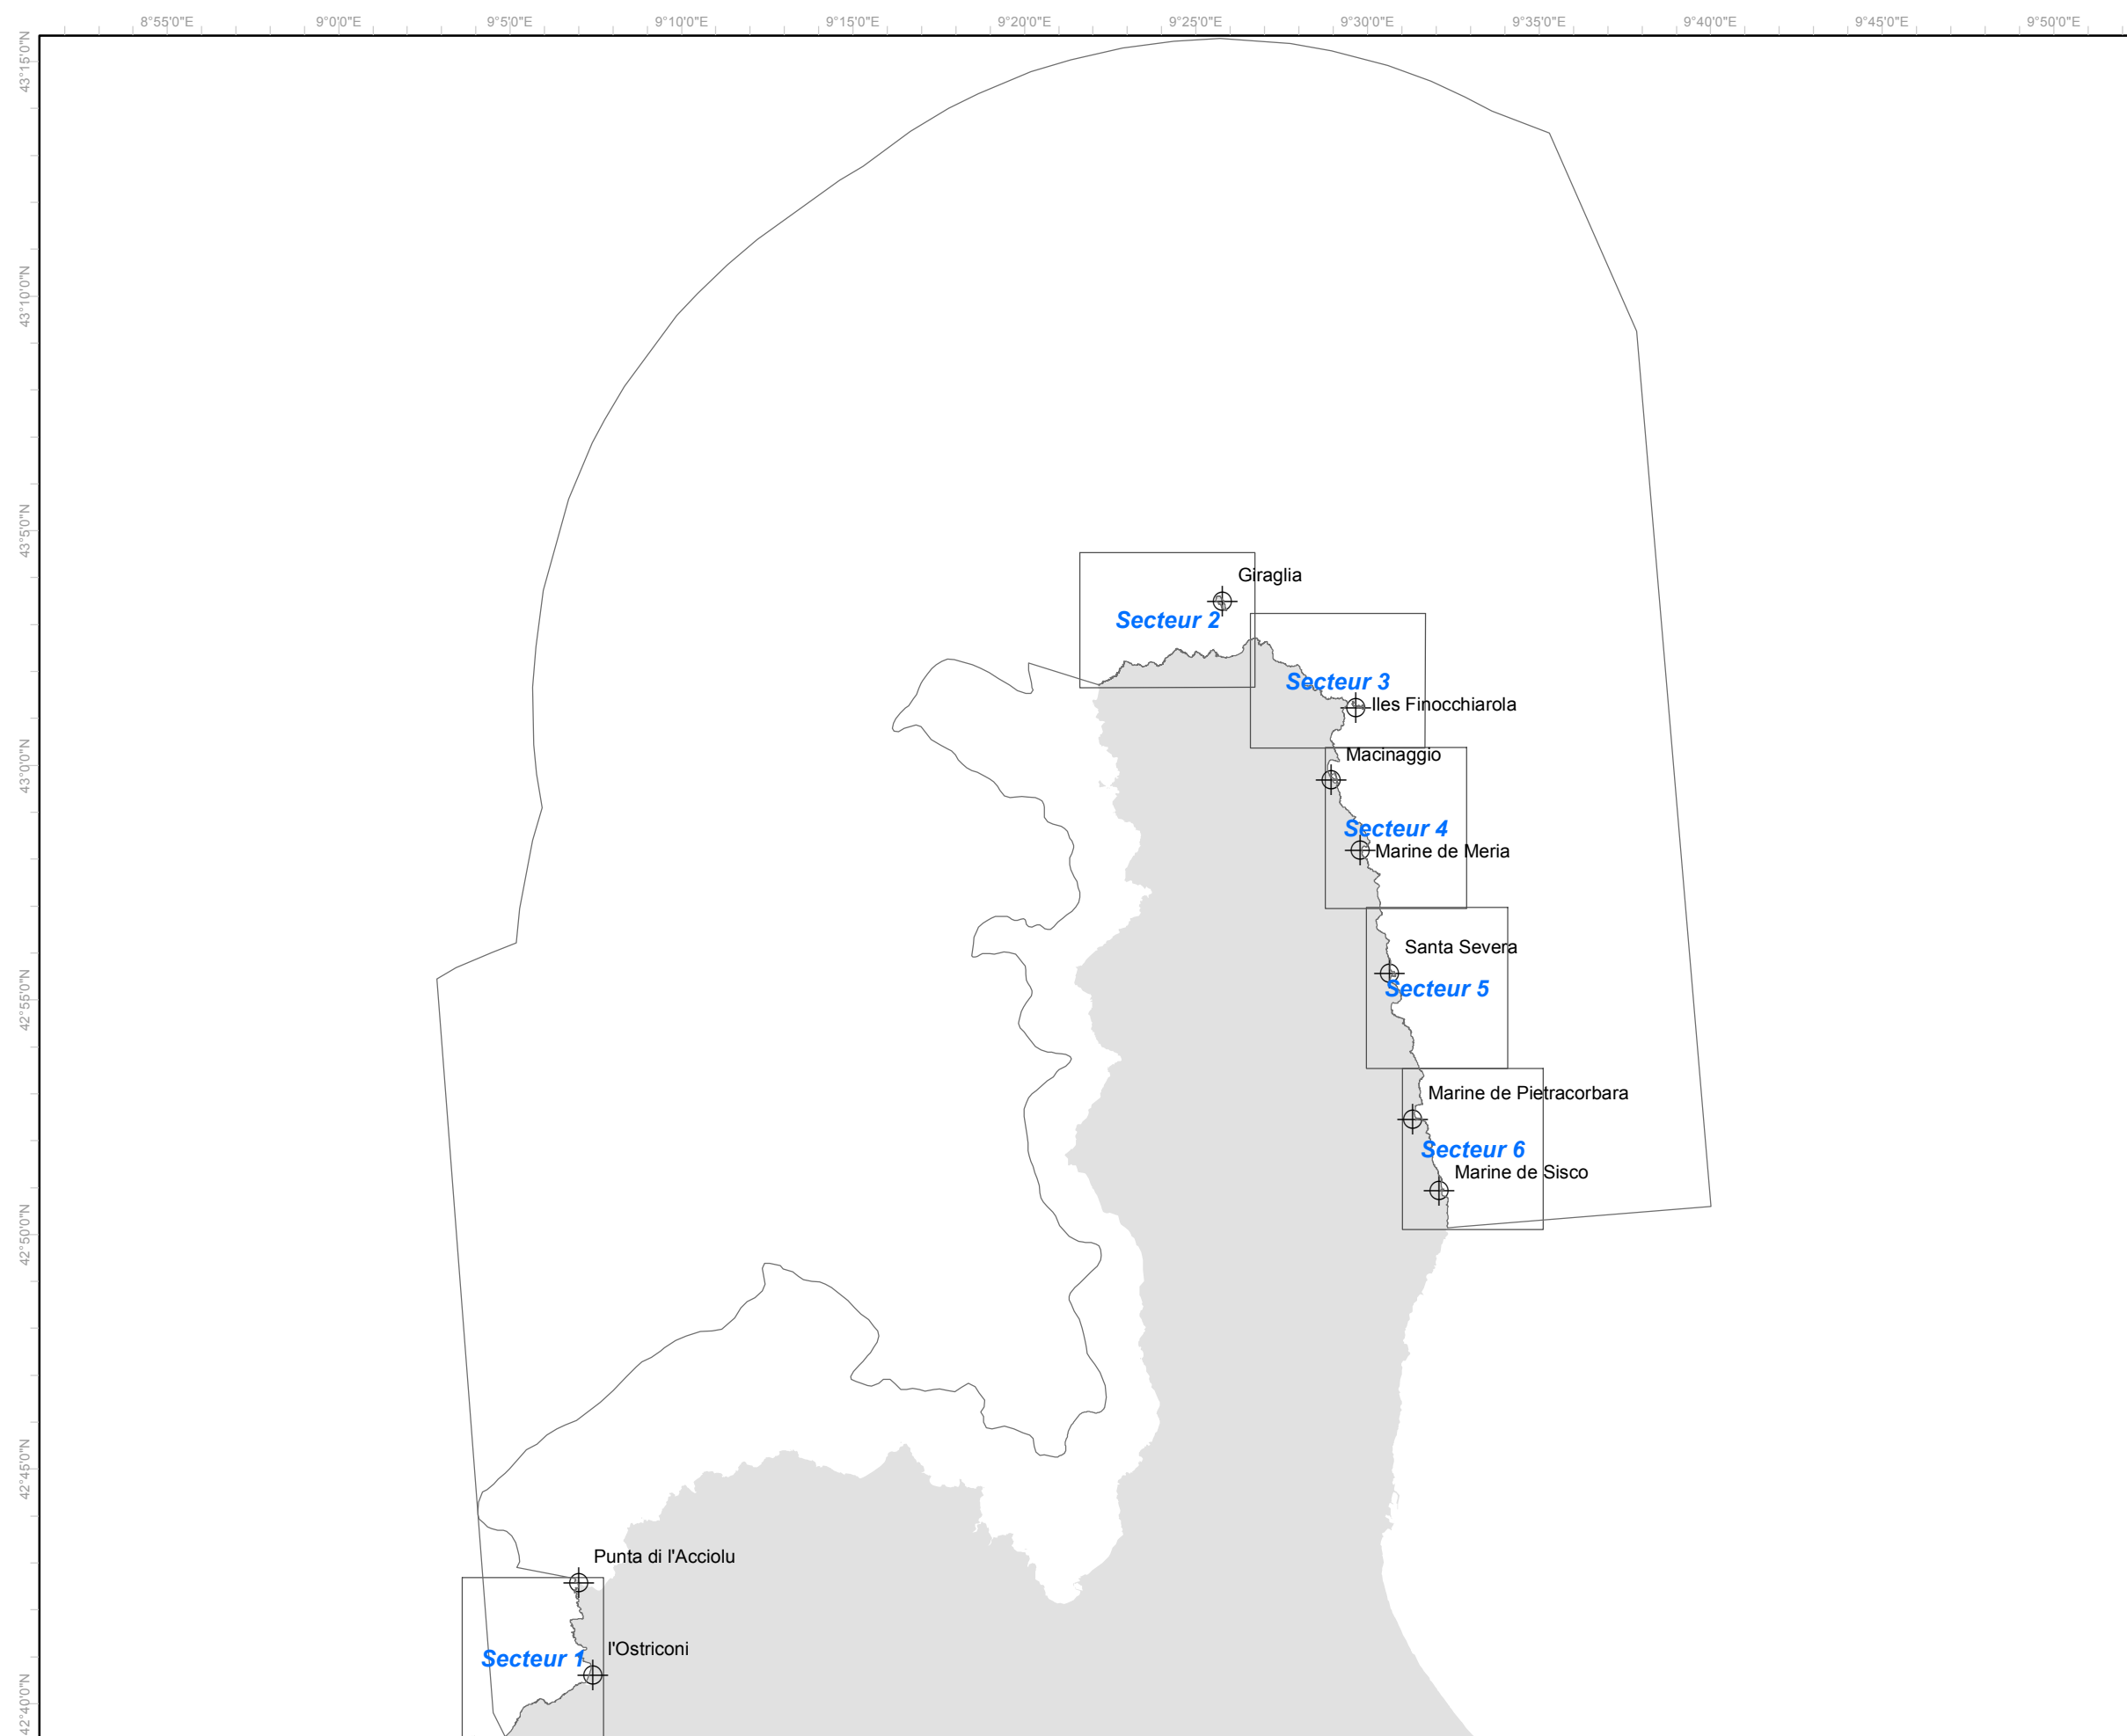 8°55'0"E
9°0'0"E
9°5'0"E
9°10'0"E
9°15'0"E
9°20'0"E
9°25'0"E
9°30'0"E
9°35'0"E
9°40'0"E
9°45'0"E
9°50'0"E
43°15'0"N
43°10'0"N
43°5'0"N
43°0'0"N
42°55'0"N
42°50'0"N
42°45'0"N
42°40'0"N
Giraglia
Secteur 2
Secteur 3
Iles Finocchiarola
Macinaggio
Secteur 4
Marine de Meria
Santa Severa
Secteur 5
Marine de Pietracorbara
Secteur 6
Marine de Sisco
Punta di l'Acciolu
l'Ostriconi
Secteur 1